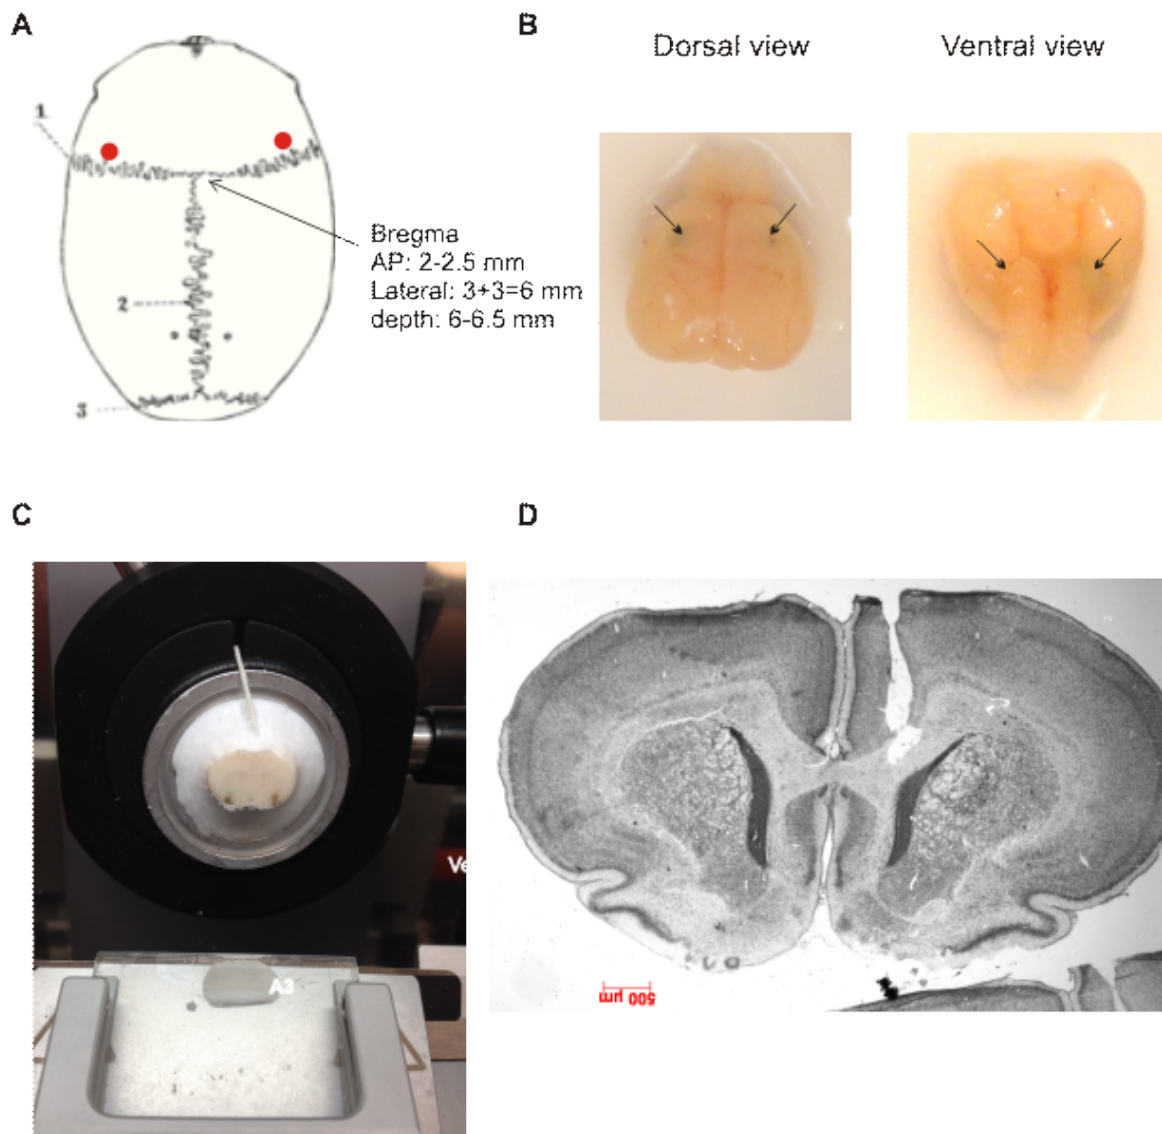 A
B
Dorsal view
Ventral view
1
Bregma
AP: 2-2.5 mm
Lateral: 3+3=6 mm
depth: 6-6.5 mm
2
3
C
D
Ve
A3
500 µm